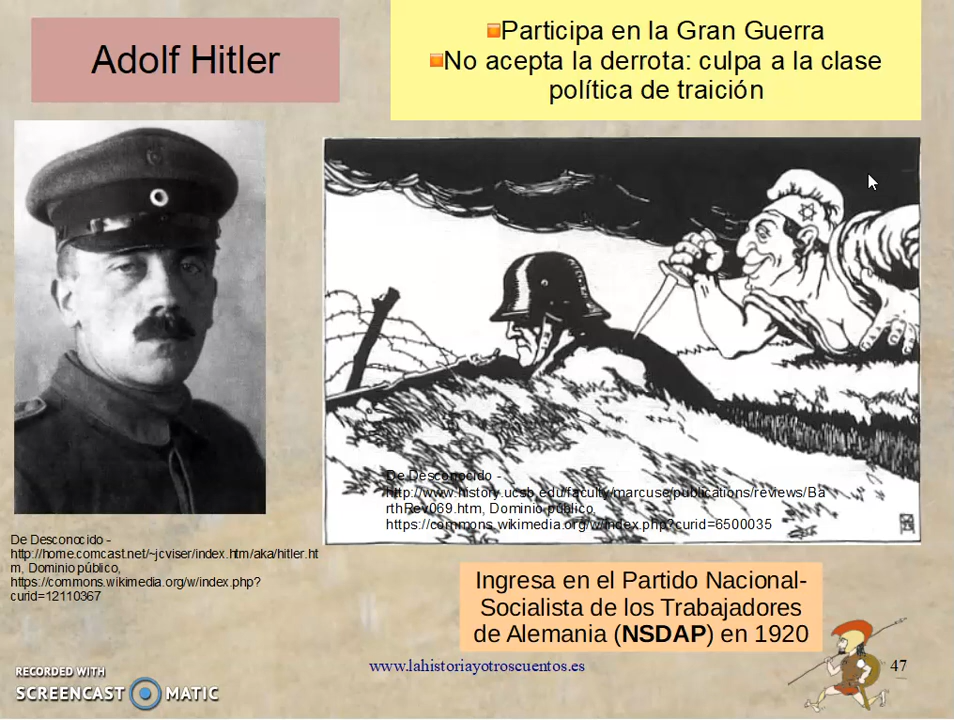 Adolf Hitler
Participa en la Gran Guerra
No acepta la derrota: culpa a la clase
política de traición
De Desconocido -
http://www.history.ucsb.edu/faculty/marcuse/publications/reviews/Ba
rthRev069.htm, Dominio público,
https://commons.wikimedia.org/w/index.php?curid=6500035
De Desconocido -
http://home.comcast.net/~jcviser/index.htm/aka/hitler.ht
m, Dominio público,
https://commons.wikimedia.org/w/index.php?
curid=12110367
Ingresa en el Partido Nacional-
Socialista de los Trabajadores
de Alemania (NSDAP) en 1920
www.lahistoriayotroscuentos.es
47
RECORDED WITH
SCREENCAST MATIC